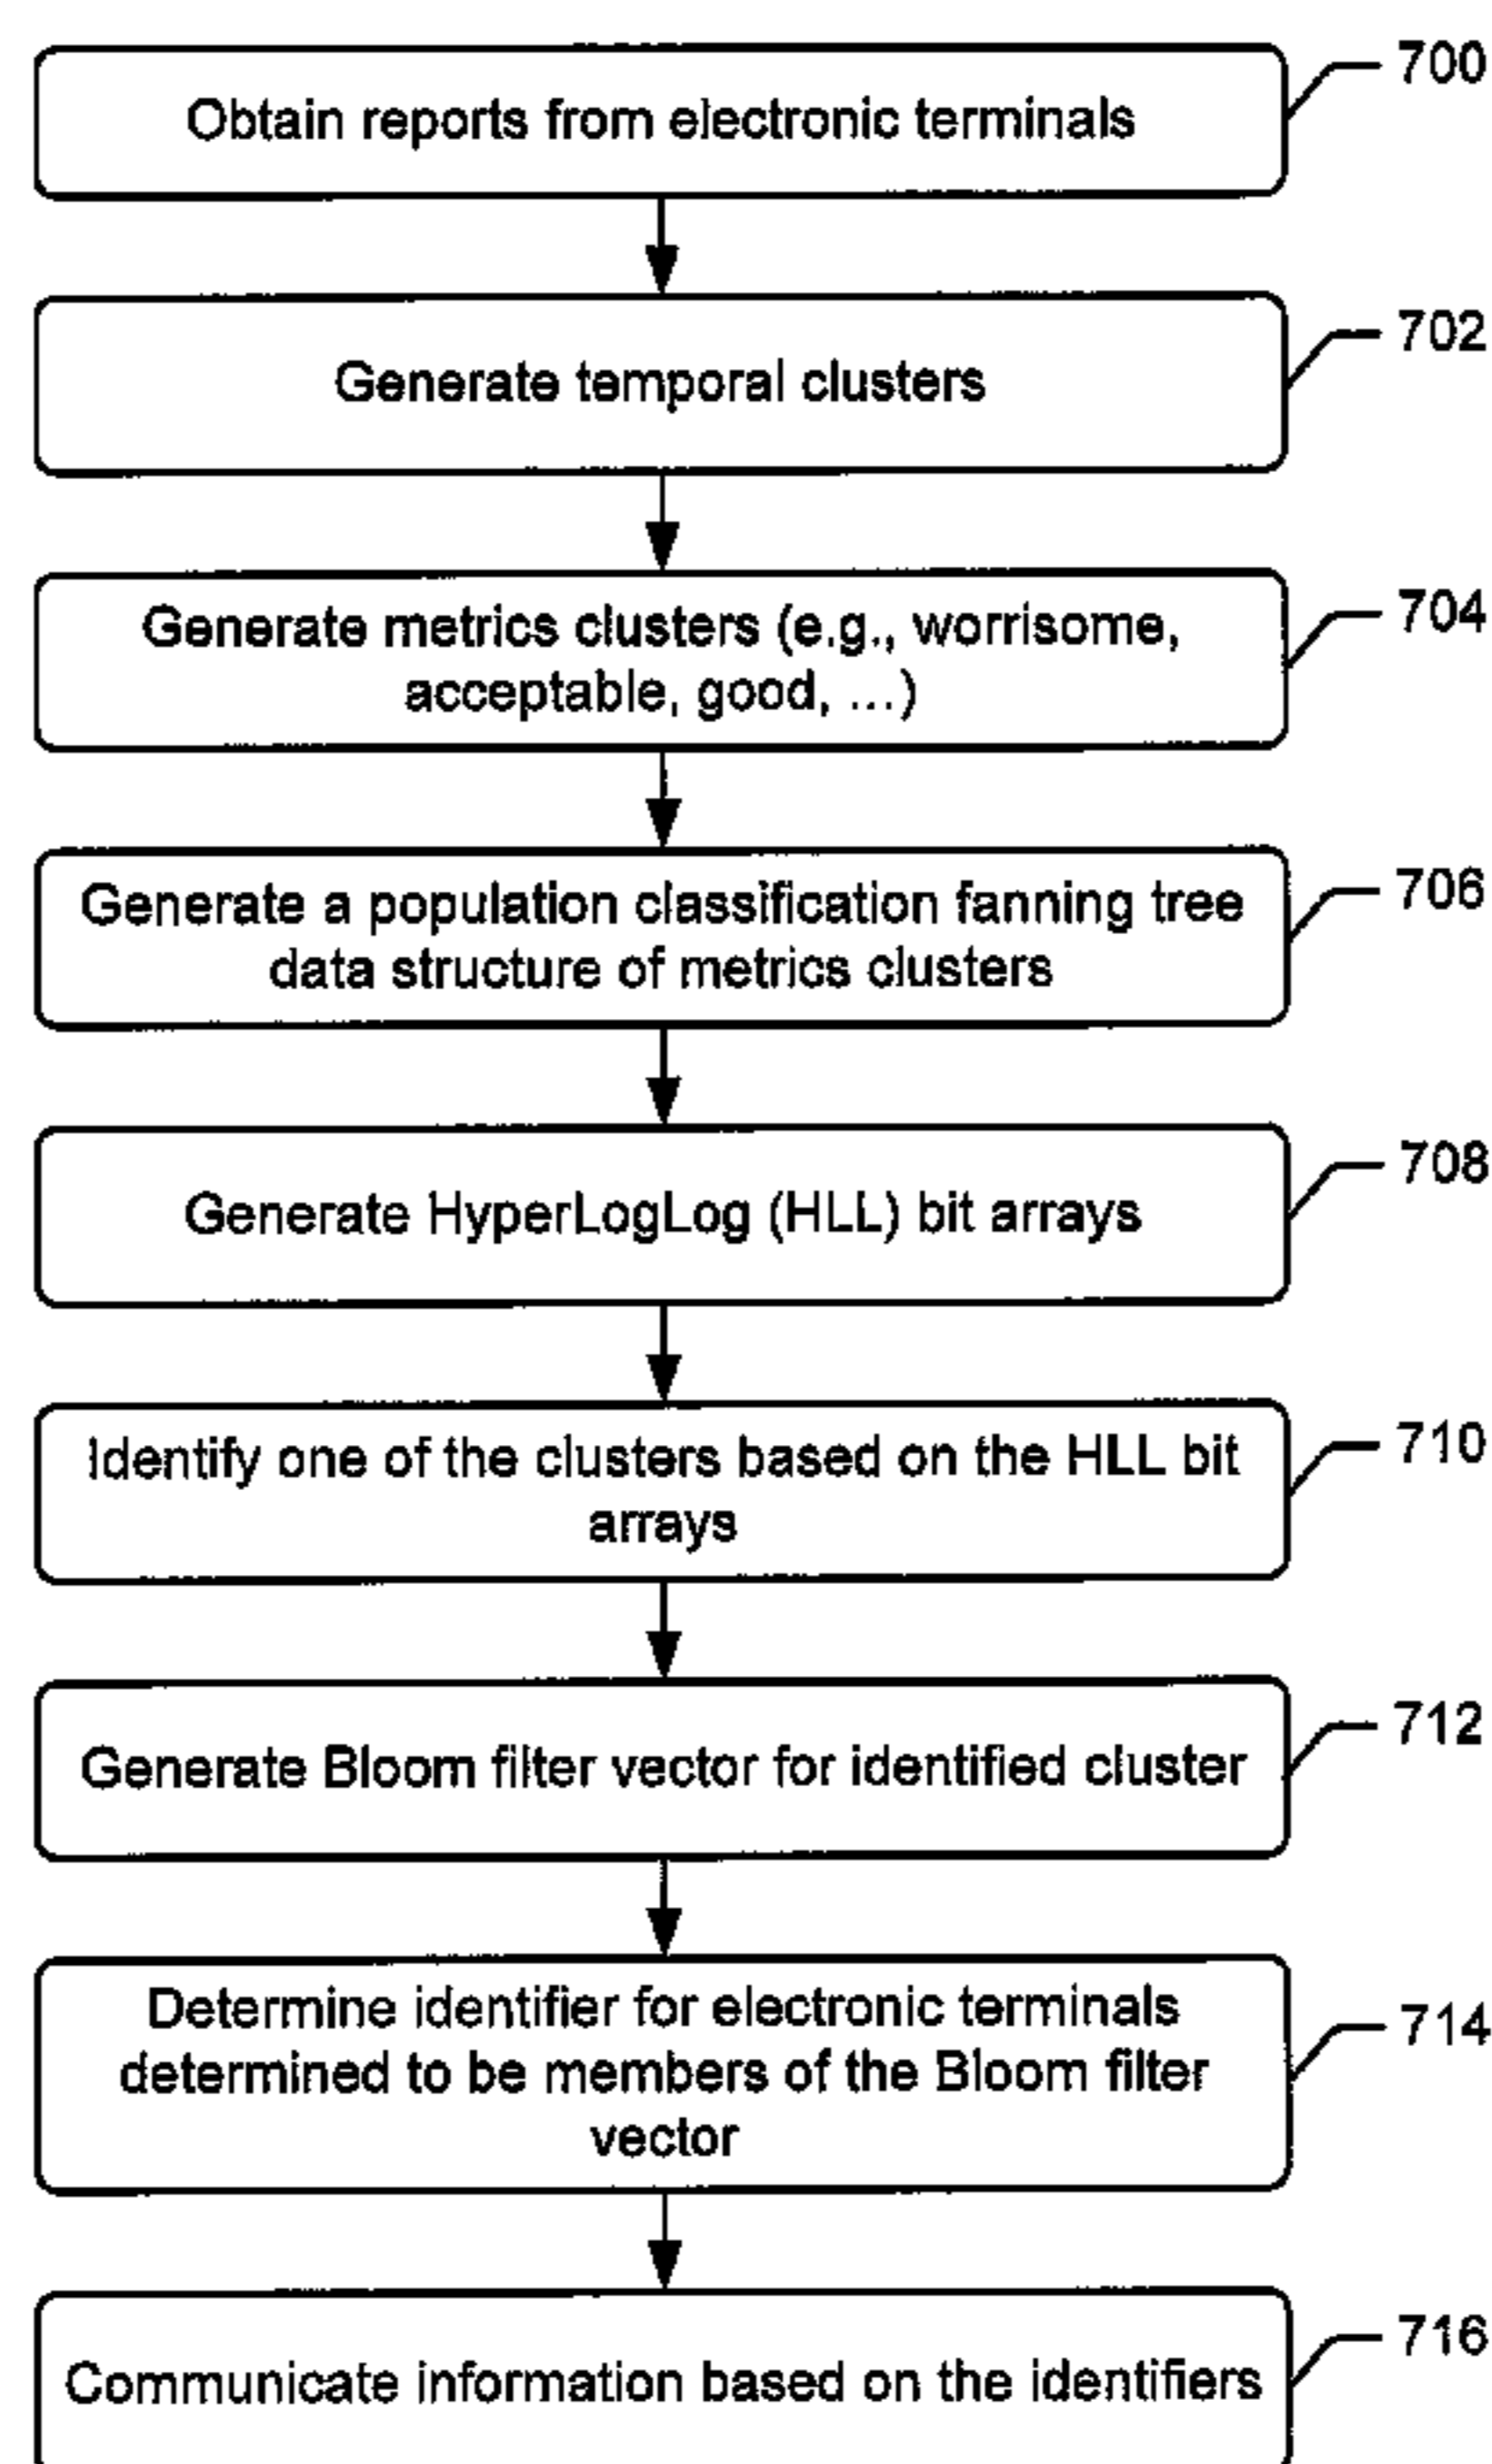 Obtain reports from electronic terminals
700
Generate temporal clusters
702
Generate metrics clusters (e.g., worrisome,
acceptable, good, ...)
704
Generate a population classification fanning tree
data structure of metrics clusters
706
Generate HyperLogLog (HLL) bit arrays
708
Identify one of the clusters based on the HLL bit
arrays
710
Generate Bloom filter vector for identified cluster
712
Determine identifier for electronic terminals
determined to be members of the Bloom filter
vector
714
Communicate information based on the identifiers
716